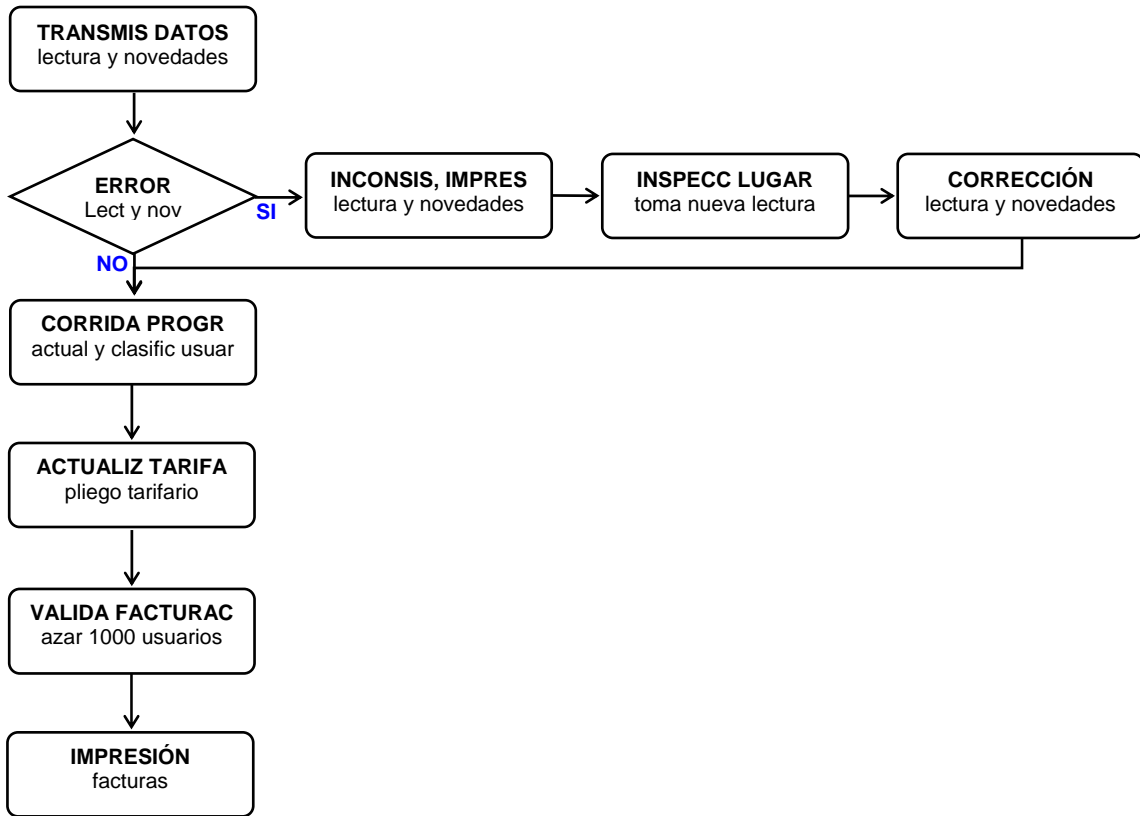 TRANSMIS DATOS
lectura y novedades
ERROR
Lect y nov
SI
INCONSIS, IMPRES
lectura y novedades
INSPECC LUGAR
toma nueva lectura
CORRECCIÓN
lectura y novedades
NO
CORRIDA PROGR
actual y clasific usuar
ACTUALIZ TARIFA
pliego tarifario
VALIDA FACTURAC
azar 1000 usuarios
IMPRESIÓN
facturas